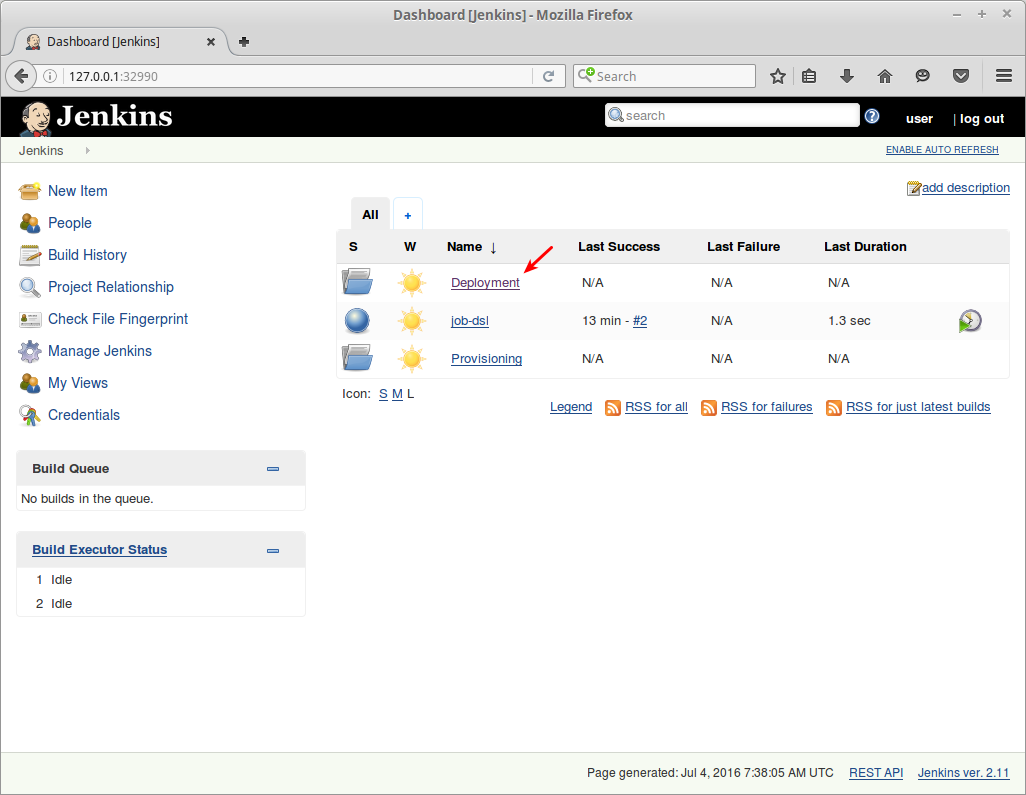 Dashboard [Jenkins] - Mozilla Firefox
Dashboard [Jenkins]
127.0.0.1:32990
Search
Jenkins
search
user | log out
Jenkins
ENABLE AUTO REFRESH
add description
New Item
People
Build History
Project Relationship
Check File Fingerprint
Manage Jenkins
My Views
Credentials
Build Queue
No builds in the queue.
Build Executor Status
1 Idle
2 Idle
All +
S W Name ↓ Last Success Last Failure Last Duration
Deployment N/A N/A N/A
job-dsl 13 min - #2 N/A 1.3 sec
Provisioning N/A N/A N/A
Icon: S M L
Legend RSS for all RSS for failures RSS for just latest builds
Page generated: Jul 4, 2016 7:38:05 AM UTC REST API Jenkins ver. 2.11